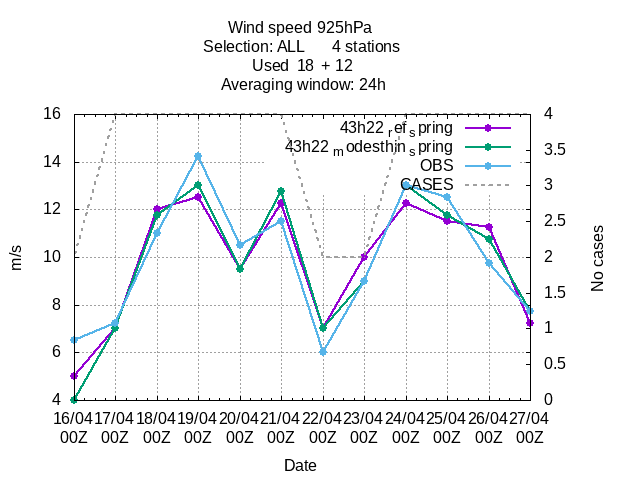 Wind speed 925hPa
Selection: ALL 4 stations
Used 18 + 12
Averaging window: 24h
16 4
43h22 refspring
43h22 modesthinspring
OBS
CASES
14 3.5
12 3
10 2.5
8 2
6 1.5
4 1
0.5
0
m/s
No cases
16/04 17/04 18/04 19/04 20/04 21/04 22/04 23/04 24/04 25/04 26/04 27/04
00Z 00Z 00Z 00Z 00Z 00Z 00Z 00Z 00Z 00Z 00Z 00Z
Date